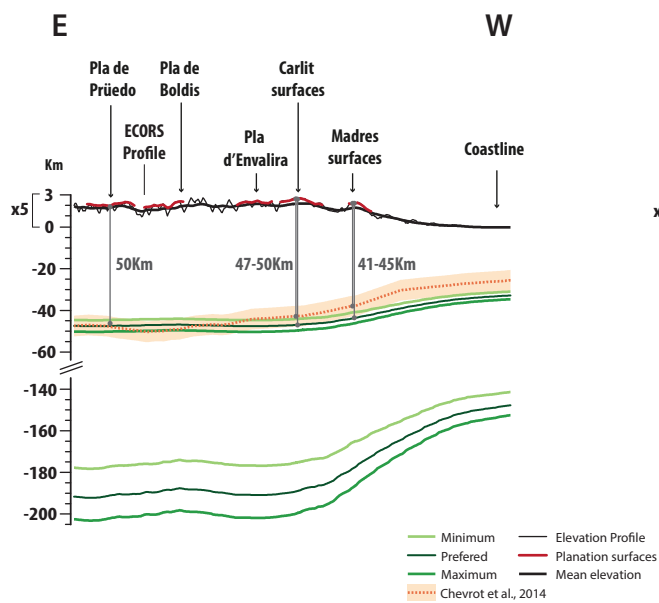 E
W
Pla de
Prüedo
Pla de
Boldis
Carlit
surfaces
ECORS
Profile
Pla
d'Envalira
Madres
surfaces
Coastline
Km
x5
3
0
x
50Km
47-50Km
41-45Km
-20
-40
-60
-140
-160
-180
-200
Minimum
Prefered
Maximum
Chevrot et al., 2014
Elevation Profile
Planation surfaces
Mean elevation